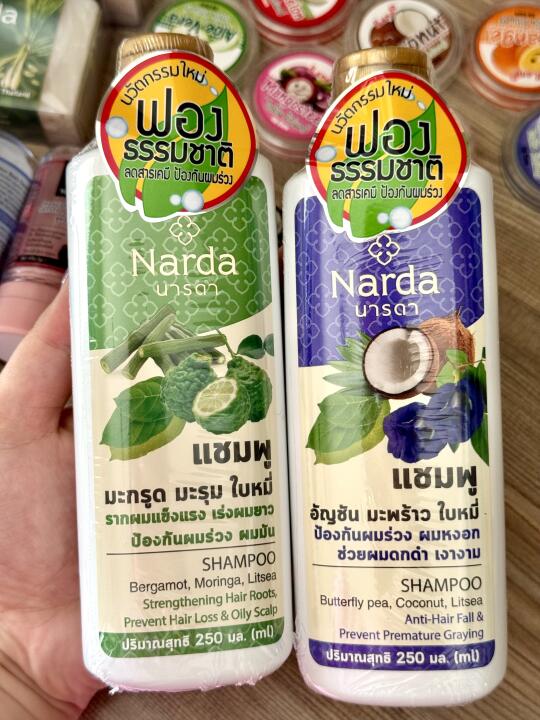 นวัตกรรมใหม่
ฟอง
ธรรมชาติ
ลดสารเคมี ป้องกันผมร่วง
Narda
นารดา
แชมพู
มะกรูด มะรุม ใบหมี่
รากผมแข็งแรง เร่งผมยาว
ป้องกันผมร่วง ผมมัน
SHAMPOO
Bergamot, Moringa, Litsea
Strengthening Hair Roots,
Prevent Hair Loss & Oily Scalp
ปริมาณสุทธิ 250 มล. (ml)
นวัตกรรมใหม่
ฟอง
ธรรมชาติ
ลดสารเคมี ป้องกันผมร่วง
Narda
นารดา
แชมพู
อัญชัน มะพร้าว ใบหมี่
ป้องกันผมร่วง ผมหงอก
ช่วยผมดกดำ เงางาม
SHAMPOO
Butterfly pea, Coconut, Litsea
Anti-Hair Fall &
Prevent Premature Graying
ปริมาณสุทธิ 250 มล. (ml)
Aloe Vera